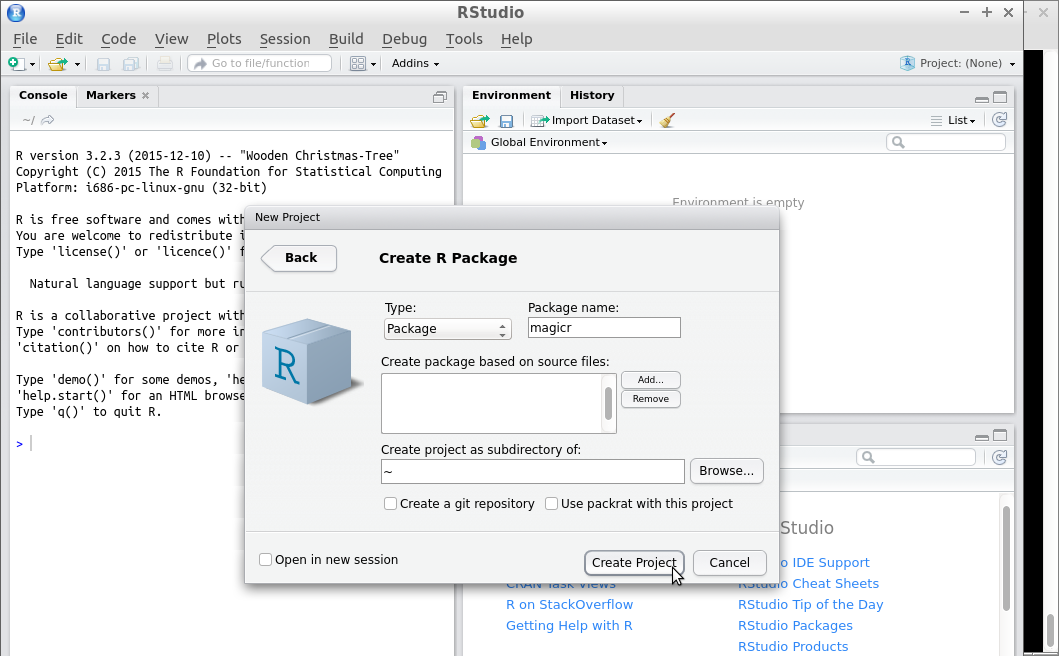 RStudio
File Edit Code View Plots Session Build Debug Tools Help
Go to file/function Addins Project: (None)
Console Markers
~/
R version 3.2.3 (2015-12-10) -- "Wooden Christmas-Tree"
Copyright (C) 2015 The R Foundation for Statistical Computing
Platform: i686-pc-linux-gnu (32-bit)
R is free software and comes with
You are welcome to redistribute i
Type 'license()' or 'licence()' f
Natural language support but ru
R is a collaborative project with
Type 'contributors()' for more in
'citation()' on how to cite R or
Type 'demo()' for some demos, 'he
'help.start()' for an HTML browse
Type 'q()' to quit R.
>
Environment History
Import Dataset List
Global Environment
Environment is empty
New Project
Back Create R Package
Type: Package name:
Package magicr
R
Create package based on source files:
Add...
Remove
Create project as subdirectory of:
~ Browse...
Create a git repository Use packrat with this project
Open in new session Create Project Cancel
Studio
o IDE Support
CRAN Task Views RStudio Cheat Sheets
R on StackOverflow RStudio Tip of the Day
Getting Help with R RStudio Packages
RStudio Products